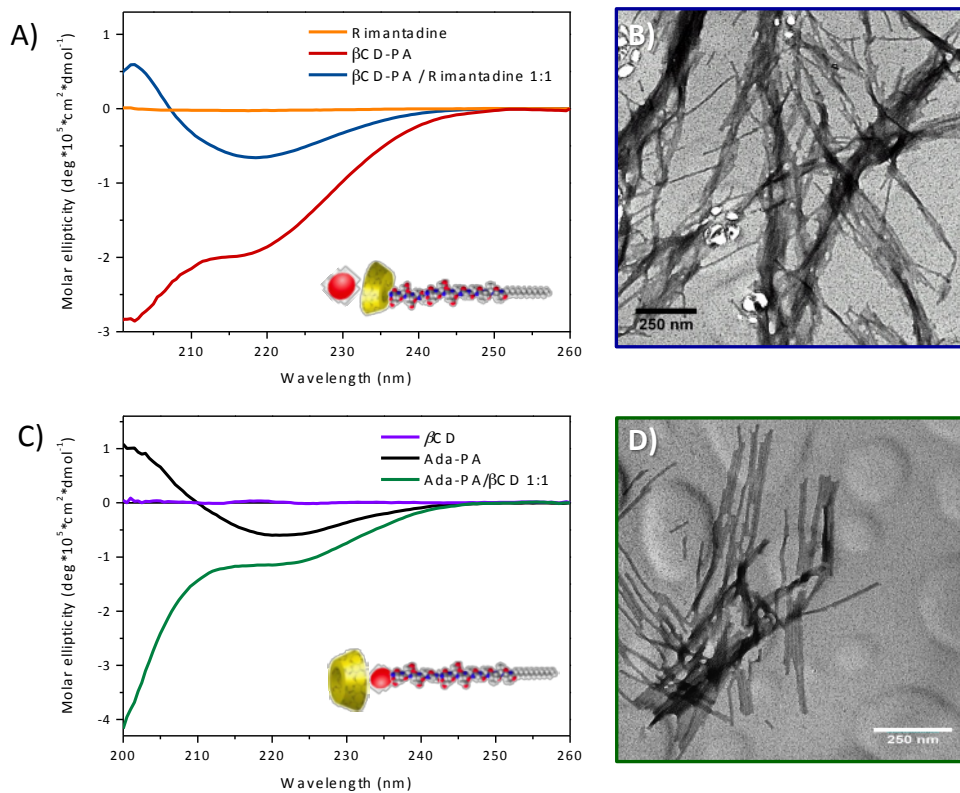 A)
Rimantadine
βCD-PA
βCD-PA / Rimantadine 1:1
Molar ellipticity (deg *10⁵*cm²*dmol⁻¹)
1
0
-1
-2
-3
210 220 230 240 250 260
Wavelength (nm)
B)
250 nm
C)
βCD
Ada-PA
Ada-PA/βCD 1:1
Molar ellipticity (deg *10⁵*cm²*dmol⁻¹)
1
0
-1
-2
-3
-4
200 210 220 230 240 250 260
Wavelength (nm)
D)
250 nm